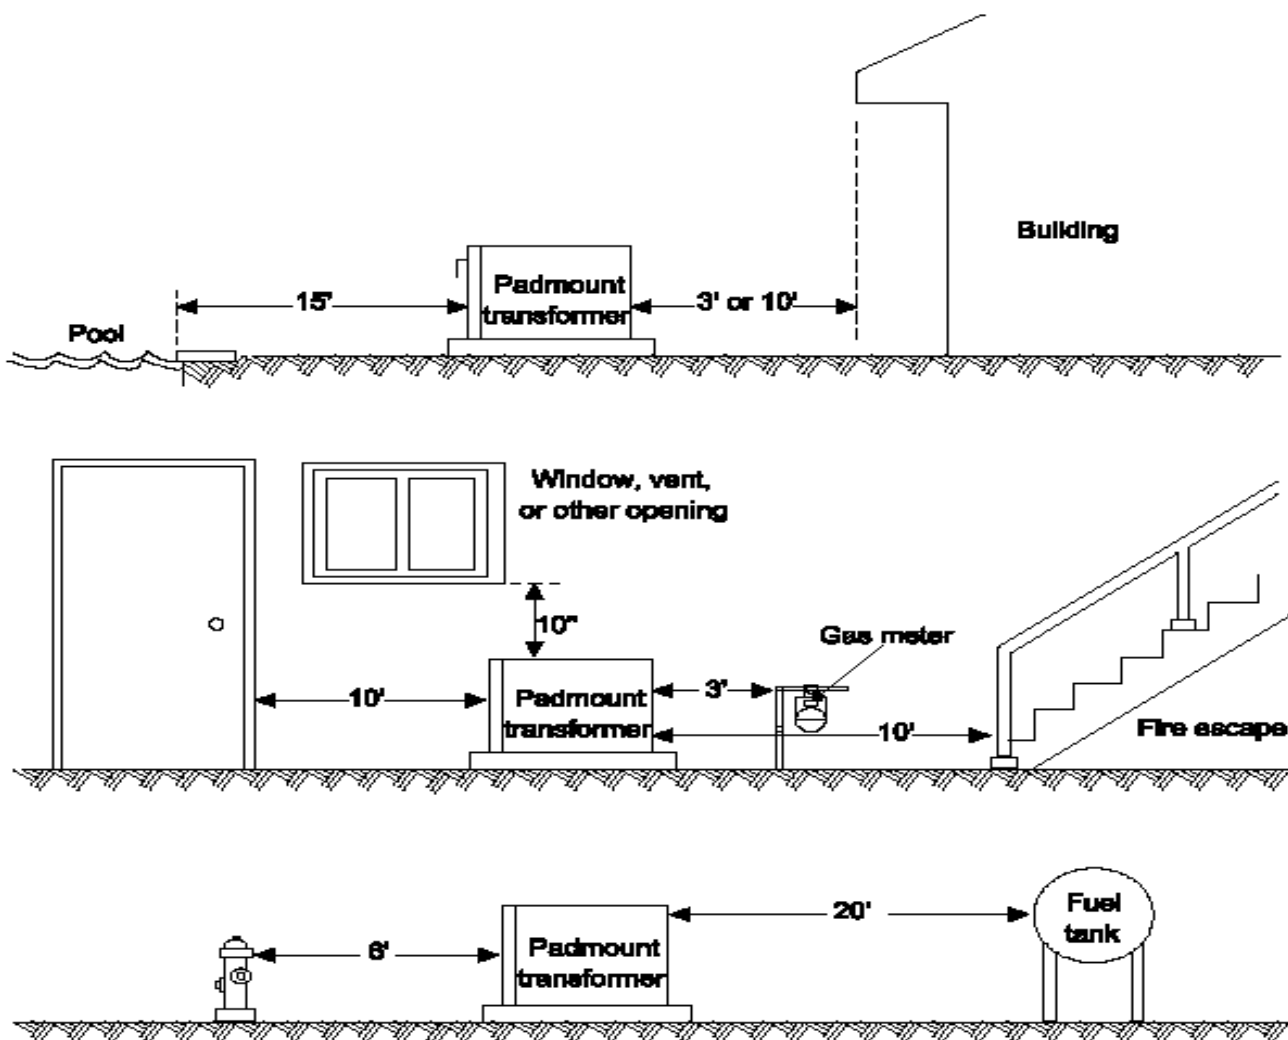 Building
Padmount
transformer
15'
3' or 10'
Pool
Window, vent,
or other opening
10"
Gas meter
10'
Padmount
transformer
3'
10'
Fire escape
Fuel
tank
20'
6'
Padmount
transformer